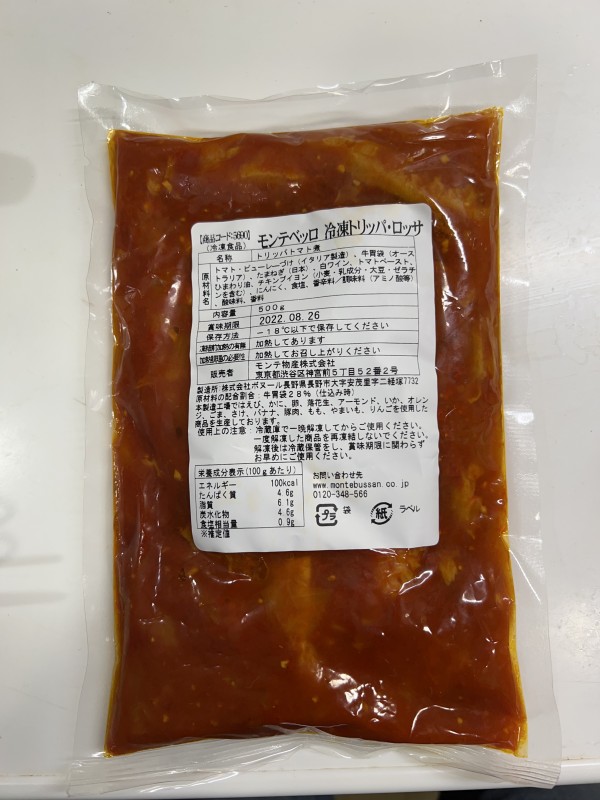 【商品コード:5690】
(冷凍食品)
モンテベッロ 冷凍トリッパ・ロッサ
名称 トリッパトマト煮
原材料名 トマト・ピューレーづけ(イタリア製造)、牛胃袋(オース
トラリア)、たまねぎ(日本)、白ワイン、トマトペースト、
ひまわり油、チキンブイヨン(小麦・乳成分・大豆・ゼラチ
ンを含む)、にんにく、食塩、香辛料/調味料(アミノ酸等)
、酸味料、香料
内容量 500g
賞味期限 2022.08.26
保存方法 -18℃以下で保存してください
凍結前加熱の有無 加熱してあります
加熱調理の必要性 加熱してお召し上がりください
販売者 モンテ物産株式会社
東京都渋谷区神宮前5丁目52番2号
製造所:株式会社ボヌール長野県長野市大字安茂里字二経塚7732
原材料の配合割合:牛胃袋28%(仕込み時)
本製造工場ではえび、かに、卵、落花生、アーモンド、いか、オレン
ジ、ごま、さけ、バナナ、豚肉、もも、やまいも、りんごを使用した
商品を生産しております。
使用上の注意:冷蔵庫で一晩解凍してからご使用ください。
一度解凍した商品を再凍結しないでください。
解凍後は冷蔵保管をし、賞味期限に関わらず
お早めにご使用ください。
栄養成分表示(100gあたり)
エネルギー 100kcal
たんぱく質 4.6g
脂質 6.1g
炭水化物 4.6g
食塩相当量 0.9g
※推定値
お問い合わせ先
www.montebussan.co.jp
0120-348-566
プラ 袋 紙 ラベル